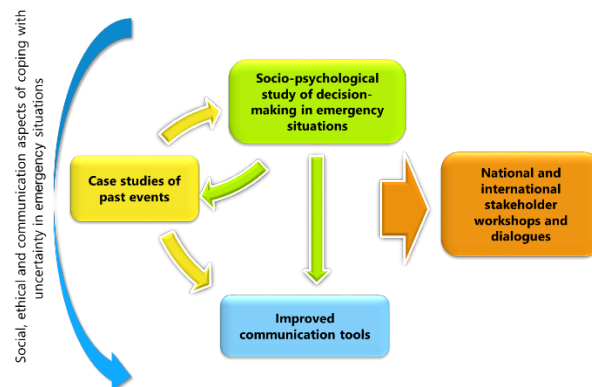 Social, ethical and communication aspects of coping with
uncertainty in emergency situations
Socio-psychological
study of decision-
making in emergency
situations
Case studies of
past events
National and
international
stakeholder
workshops and
dialogues
Improved
communication tools